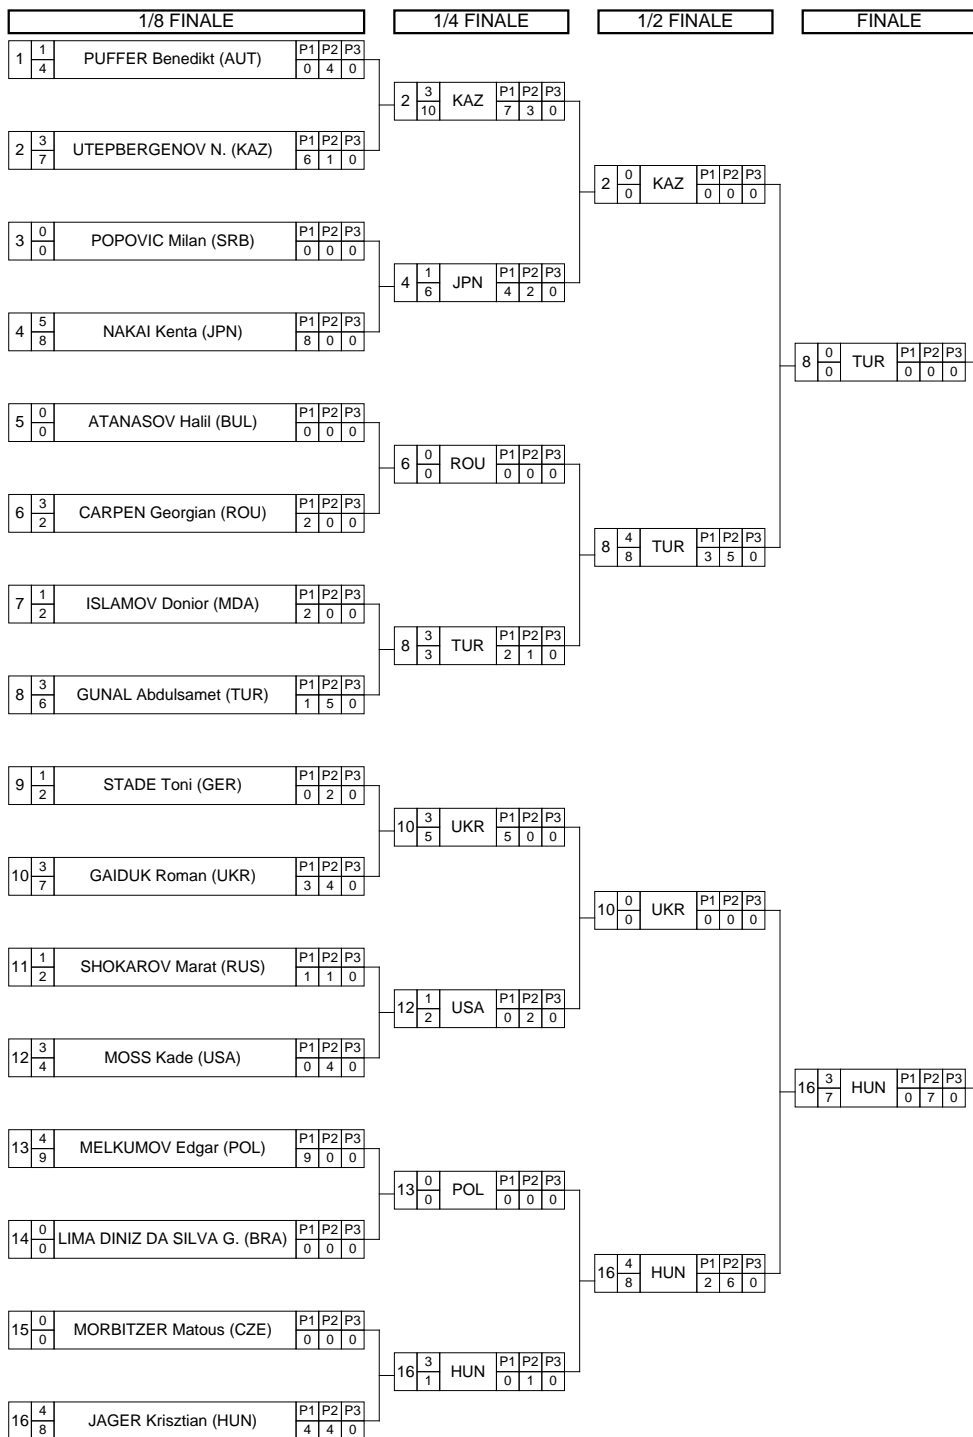 1/8 FINALE 1/4 FINALE 1/2 FINALE FINALE
1 1 4 PUFFER Benedikt (AUT) P1 P2 P3 0 4 0
2 3 10 KAZ P1 P2 P3 7 3 0
2 3 7 UTEPBERGENOV N. (KAZ) P1 P2 P3 6 1 0
2 0 0 KAZ P1 P2 P3 0 0 0
3 0 0 POPOVIC Milan (SRB) P1 P2 P3 0 0 0
4 1 6 JPN P1 P2 P3 4 2 0
4 5 8 NAKAI Kenta (JPN) P1 P2 P3 8 0 0
8 0 0 TUR P1 P2 P3 0 0 0
5 0 0 ATANASOV Halil (BUL) P1 P2 P3 0 0 0
6 0 0 ROU P1 P2 P3 0 0 0
6 3 2 CARPEN Georgian (ROU) P1 P2 P3 2 0 0
8 4 8 TUR P1 P2 P3 3 5 0
7 1 2 ISLAMOV Donior (MDA) P1 P2 P3 2 0 0
8 3 3 TUR P1 P2 P3 2 1 0
8 3 6 GUNAL Abdulsamet (TUR) P1 P2 P3 1 5 0
9 1 2 STADE Toni (GER) P1 P2 P3 0 2 0
10 3 5 UKR P1 P2 P3 5 0 0
10 3 7 GAIDUK Roman (UKR) P1 P2 P3 3 4 0
10 0 0 UKR P1 P2 P3 0 0 0
11 1 2 SHOKAROV Marat (RUS) P1 P2 P3 1 1 0
12 1 2 USA P1 P2 P3 0 2 0
12 3 4 MOSS Kade (USA) P1 P2 P3 0 4 0
16 3 7 HUN P1 P2 P3 0 7 0
13 4 9 MELKUMOV Edgar (POL) P1 P2 P3 9 0 0
13 0 0 POL P1 P2 P3 0 0 0
14 0 0 LIMA DINIZ DA SILVA G. (BRA) P1 P2 P3 0 0 0
16 4 8 HUN P1 P2 P3 2 6 0
15 0 0 MORBITZER Matous (CZE) P1 P2 P3 0 0 0
16 3 1 HUN P1 P2 P3 0 1 0
16 4 8 JAGER Krisztian (HUN) P1 P2 P3 4 4 0